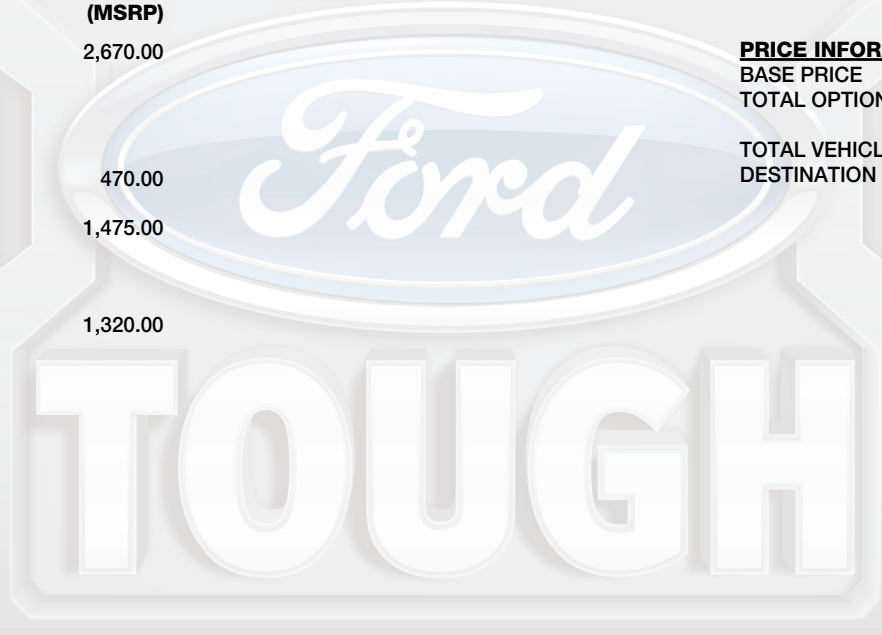 (MSRP)
2,670.00
470.00
1,475.00
1,320.00
PRICE INFOR
BASE PRICE
TOTAL OPTION
TOTAL VEHICL
DESTINATION
Ford
TOUGH